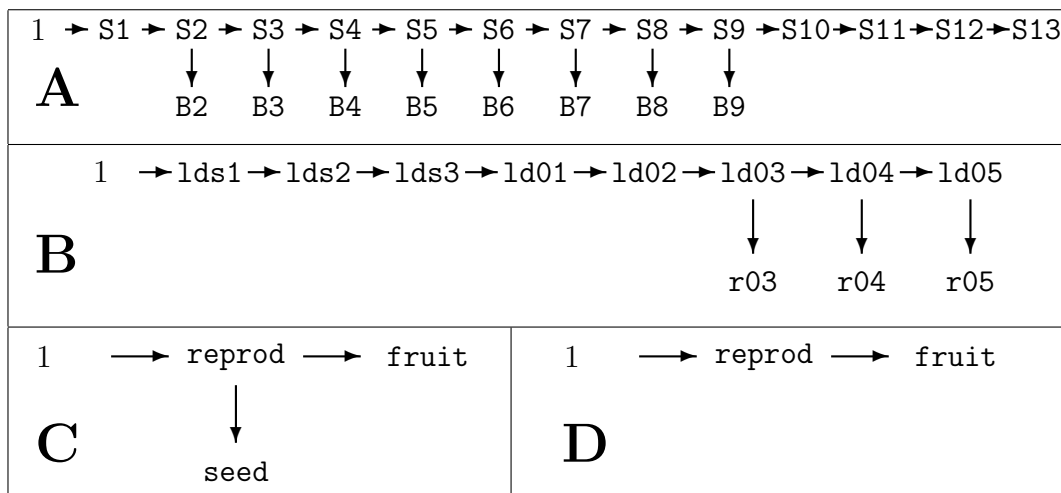 1 → S1 → S2 → S3 → S4 → S5 → S6 → S7 → S8 → S9 → S10 → S11 → S12 → S13
A
B2 B3 B4 B5 B6 B7 B8 B9
1 → lds1 → lds2 → lds3 → ld01 → ld02 → ld03 → ld04 → ld05
B
r03 r04 r05
1 → reprod → fruit
C
seed
1 → reprod → fruit
D